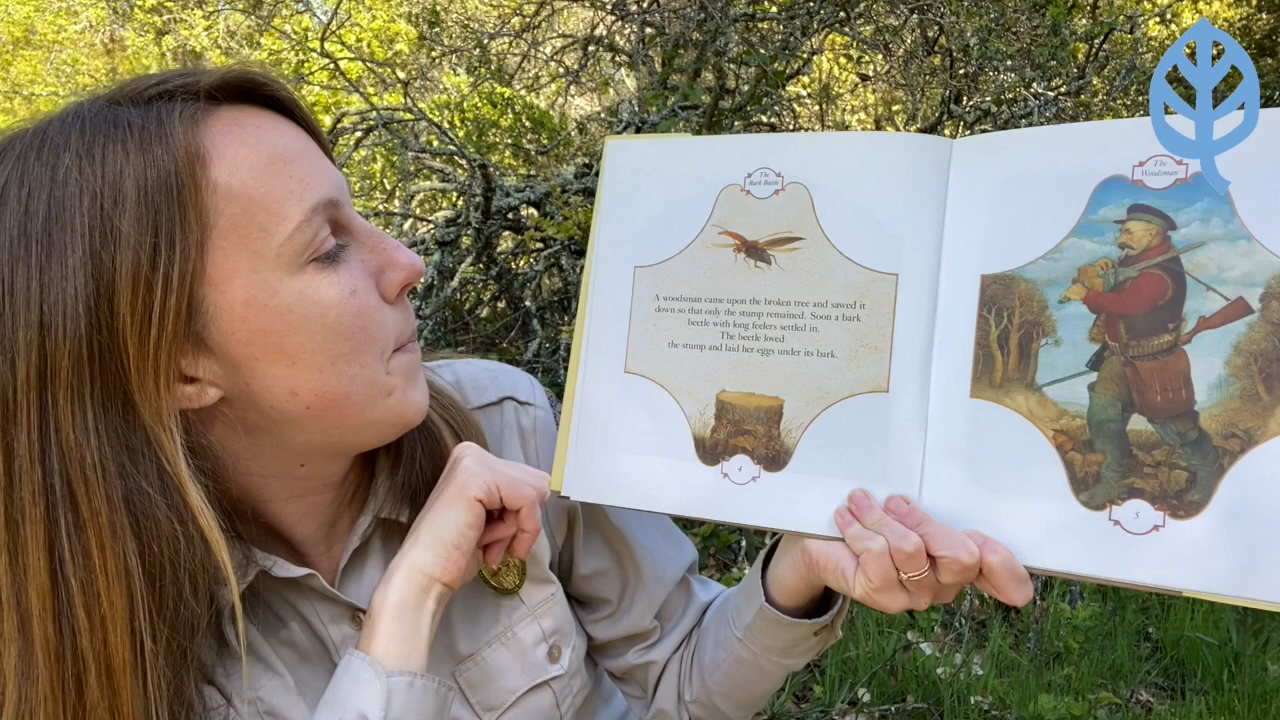 The
Bark Beetle
A woodsman came upon the broken tree and sawed it
down so that only the stump remained. Soon a bark
beetle with long feelers settled in.
The beetle loved
the stump and laid her eggs under its bark.
4
The
Woodsman
5